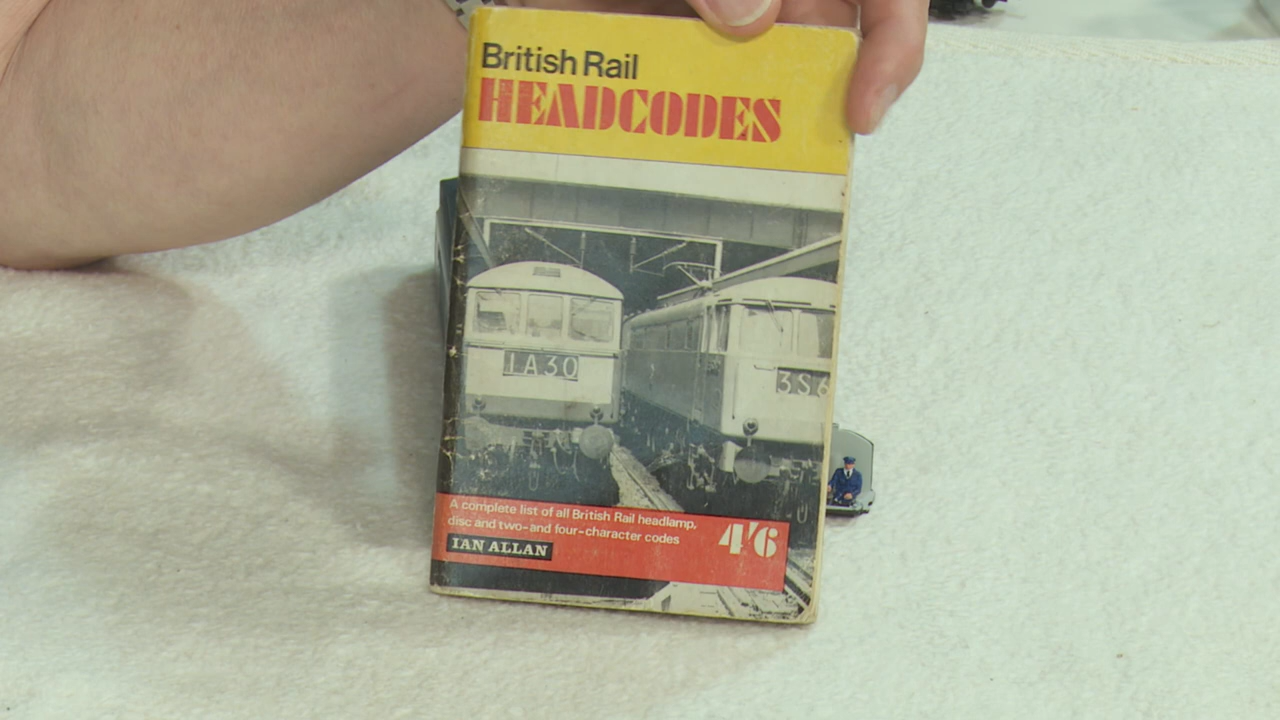 British Rail
HEADCODES
1A30
3S6
A complete list of all British Rail headlamp,
disc and two-and four-character codes
4'6
IAN ALLAN